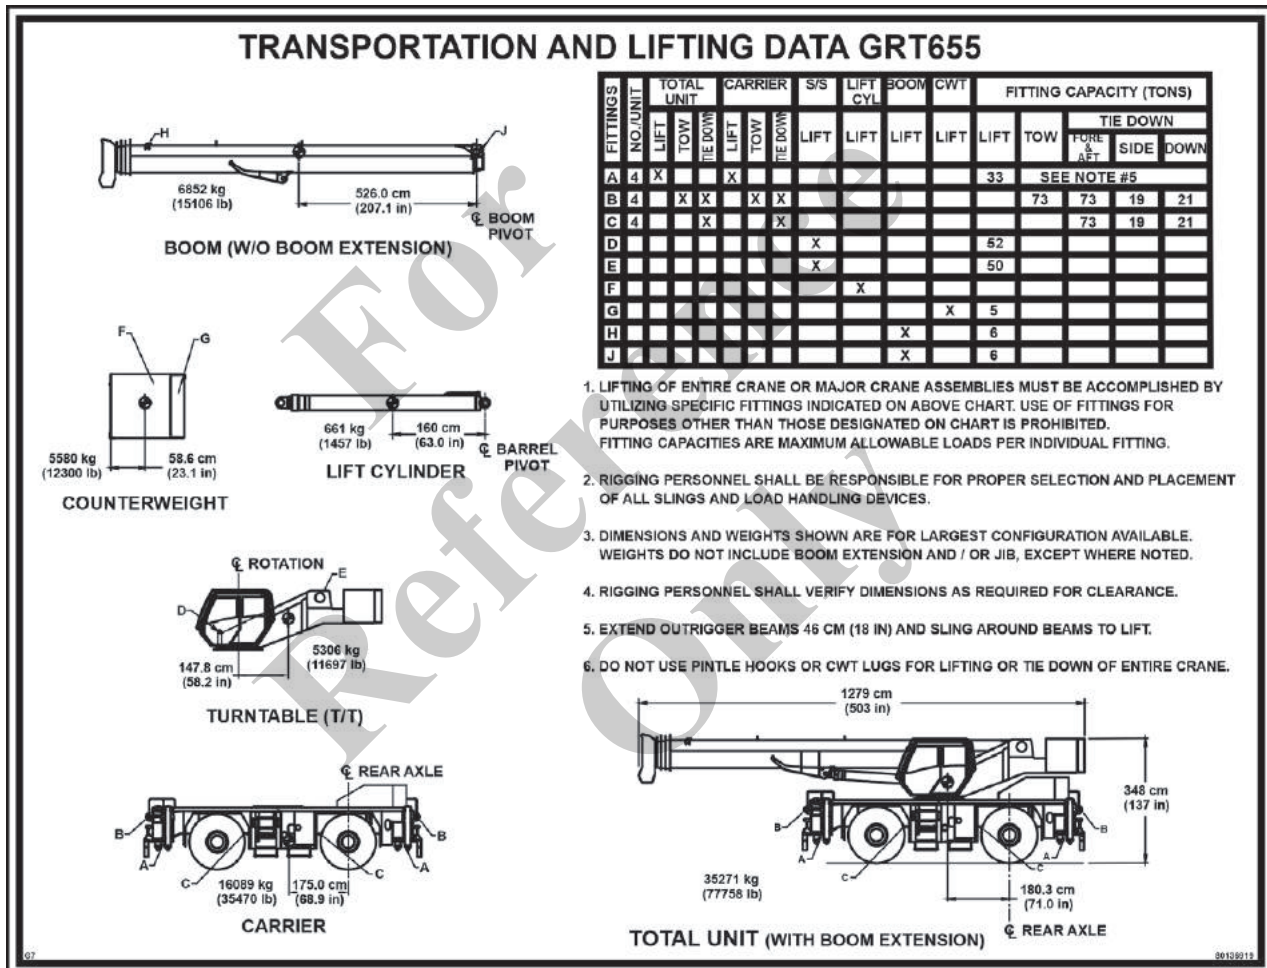 TRANSPORTATION AND LIFTING DATA GRT655
H
J
6852 kg
(15106 lb)
526.0 cm
(207.1 in)
℄ BOOM
PIVOT
BOOM (W/O BOOM EXTENSION)
F
G
5580 kg
(12300 lb)
58.6 cm
(23.1 in)
COUNTERWEIGHT
661 kg
(1457 lb)
160 cm
(63.0 in)
℄ BARREL
PIVOT
LIFT CYLINDER
℄ ROTATION
D
E
147.8 cm
(58.2 in)
5306 kg
(11697 lb)
TURNTABLE (T/T)
℄ REAR AXLE
B
B
A
A
C
C
16089 kg
(35470 lb)
175.0 cm
(68.9 in)
CARRIER
FITTINGS NO./UNIT TOTAL UNIT CARRIER S/S LIFT CYL BOOM CWT FITTING CAPACITY (TONS)
LIFT TOW TIE DOWN LIFT TOW TIE DOWN LIFT LIFT LIFT LIFT LIFT TOW TIE DOWN
FORE & AFT SIDE DOWN
A 4 X X 33 SEE NOTE #5
B 4 X X X X 73 73 19 21
C 4 X X 73 19 21
D X 52
E X 50
F X
G X 5
H X 6
J X 6
1. LIFTING OF ENTIRE CRANE OR MAJOR CRANE ASSEMBLIES MUST BE ACCOMPLISHED BY
UTILIZING SPECIFIC FITTINGS INDICATED ON ABOVE CHART. USE OF FITTINGS FOR
PURPOSES OTHER THAN THOSE DESIGNATED ON CHART IS PROHIBITED.
FITTING CAPACITIES ARE MAXIMUM ALLOWABLE LOADS PER INDIVIDUAL FITTING.
2. RIGGING PERSONNEL SHALL BE RESPONSIBLE FOR PROPER SELECTION AND PLACEMENT
OF ALL SLINGS AND LOAD HANDLING DEVICES.
3. DIMENSIONS AND WEIGHTS SHOWN ARE FOR LARGEST CONFIGURATION AVAILABLE.
WEIGHTS DO NOT INCLUDE BOOM EXTENSION AND / OR JIB, EXCEPT WHERE NOTED.
4. RIGGING PERSONNEL SHALL VERIFY DIMENSIONS AS REQUIRED FOR CLEARANCE.
5. EXTEND OUTRIGGER BEAMS 46 CM (18 IN) AND SLING AROUND BEAMS TO LIFT.
6. DO NOT USE PINTLE HOOKS OR CWT LUGS FOR LIFTING OR TIE DOWN OF ENTIRE CRANE.
1279 cm
(503 in)
348 cm
(137 in)
B
B
A
A
C
C
35271 kg
(77758 lb)
180.3 cm
(71.0 in)
℄ REAR AXLE
TOTAL UNIT (WITH BOOM EXTENSION)
For
Reference
Only